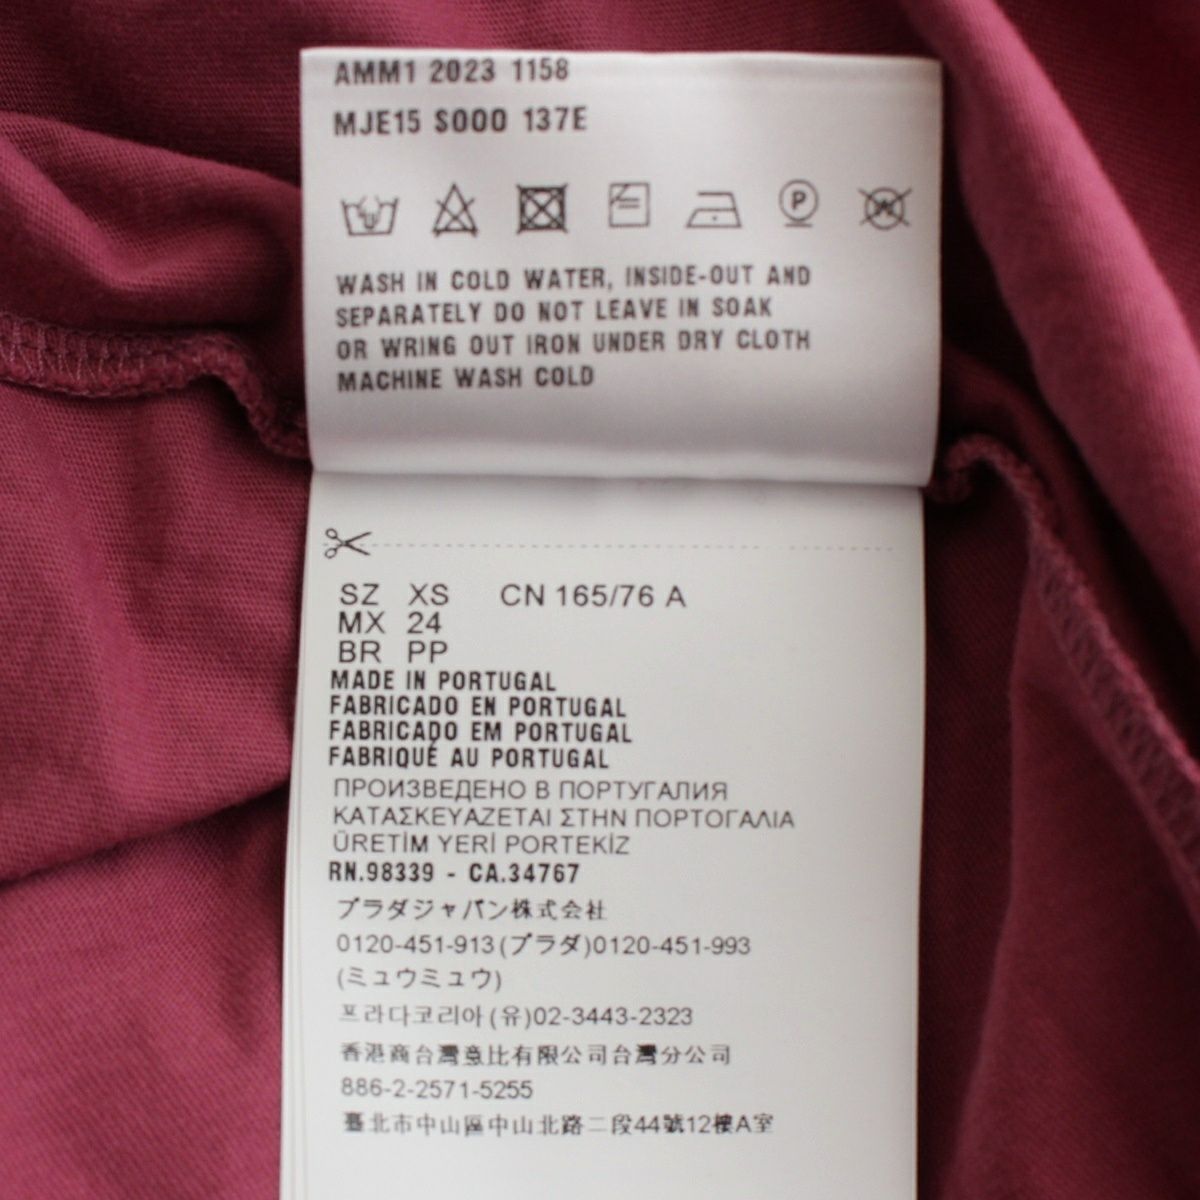 AMM1 2023 1158
MJE15 S000 137E
P
WASH IN COLD WATER, INSIDE-OUT AND
SEPARATELY DO NOT LEAVE IN SOAK
OR WRING OUT IRON UNDER DRY CLOTH
MACHINE WASH COLD
SZ XS CN 165/76 A
MX 24
BR PP
MADE IN PORTUGAL
FABRICADO EN PORTUGAL
FABRICADO EM PORTUGAL
FABRIQUÉ AU PORTUGAL
ПРОИЗВЕДЕНО В ПОРТУГАЛИЯ
ΚΑΤΑΣΚΕΥΑΖΕΤΑΙ ΣΤΗΝ ΠΟΡΤΟΓΑΛΙΑ
ÜRETİM YERİ PORTEKİZ
RN.98339 - CA.34767
プラダジャパン株式会社
0120-451-913(プラダ)0120-451-993
(ミュウミュウ)
프라다코리아(유)02-3443-2323
香港商台灣意比有限公司台灣分公司
886-2-2571-5255
臺北市中山區中山北路二段44號12樓A室